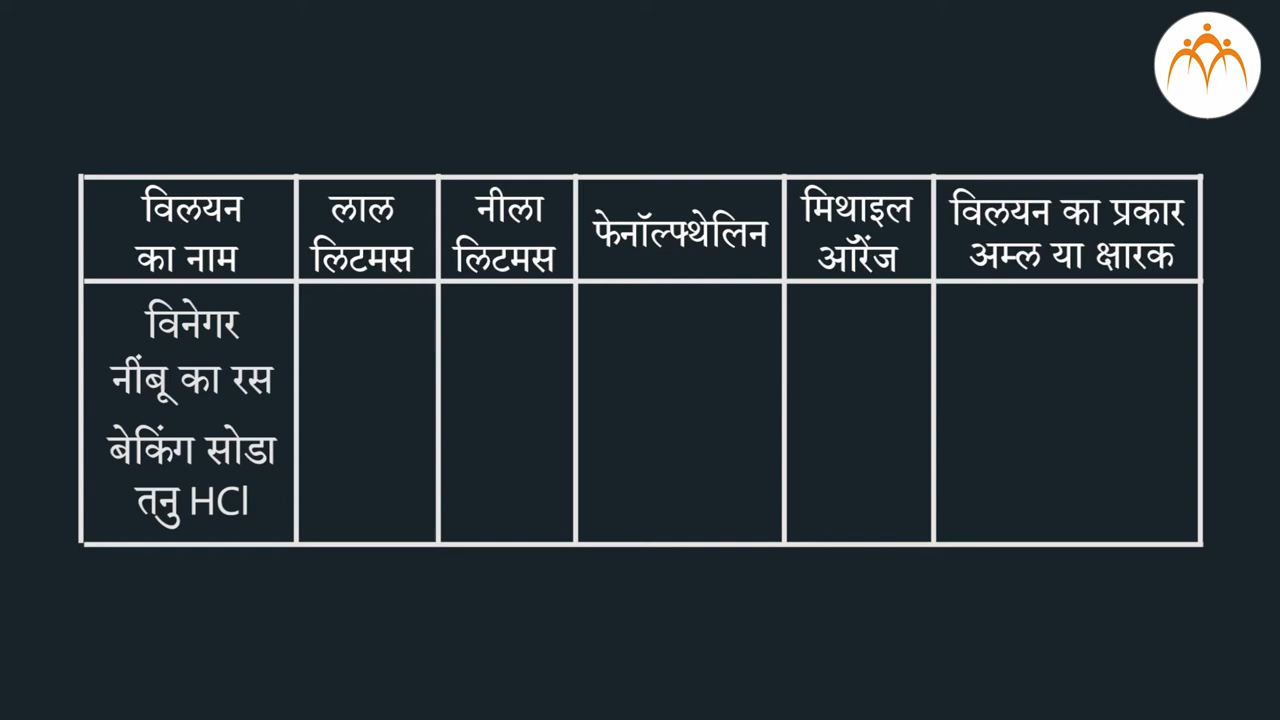 विलयन का नाम
लाल लिटमस
नीला लिटमस
फेनॉल्फ्थेलिन
मिथाइल ऑरेंज
विलयन का प्रकार अम्ल या क्षारक
विनेगर
नींबू का रस
बेकिंग सोडा
तनु HCl